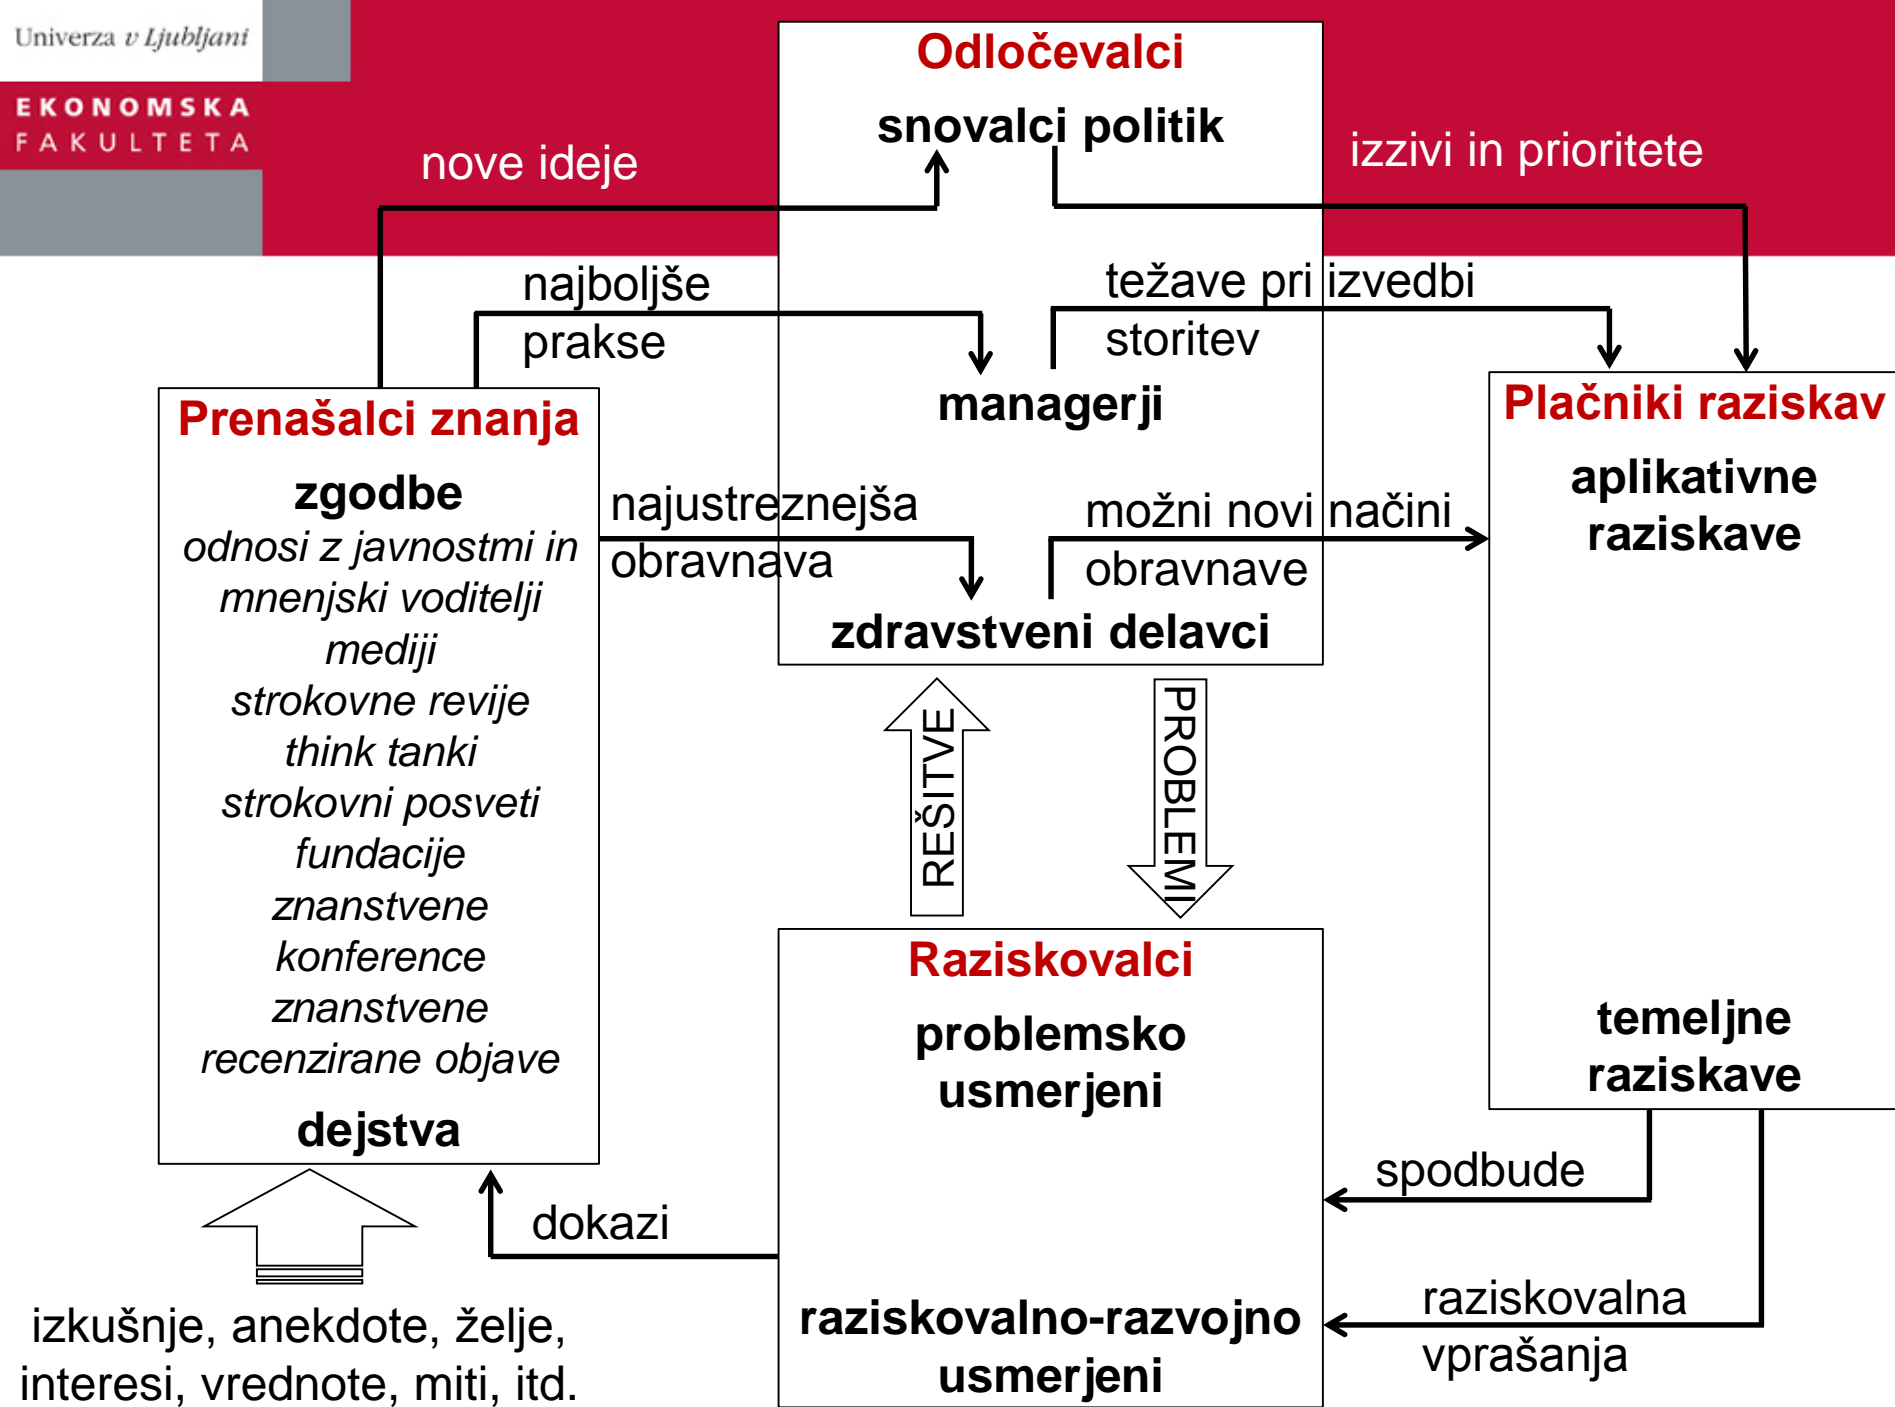 Univerza v Ljubljani
EKONOMSKA
FAKULTETA
Odločevalci
snovalci politik
nove ideje
izzivi in prioritete
najboljše
prakse
težave pri izvedbi
storitev
managerji
Prenašalci znanja
zgodbe
odnosi z javnostmi in
mnenjski voditelji
mediji
strokovne revije
think tanki
strokovni posveti
fundacije
znanstvene
konference
znanstvene
recenzirane objave
dejstva
najustreznejša
obravnava
možni novi načini
obravnave
zdravstveni delavci
Plačniki raziskav
aplikativne
raziskave
temeljne
raziskave
REŠITVE
PROBLEMI
Raziskovalci
problemsko
usmerjeni
raziskovalno-razvojno
usmerjeni
spodbude
raziskovalna
vprašanja
dokazi
izkušnje, anekdote, želje,
interesi, vrednote, miti, itd.